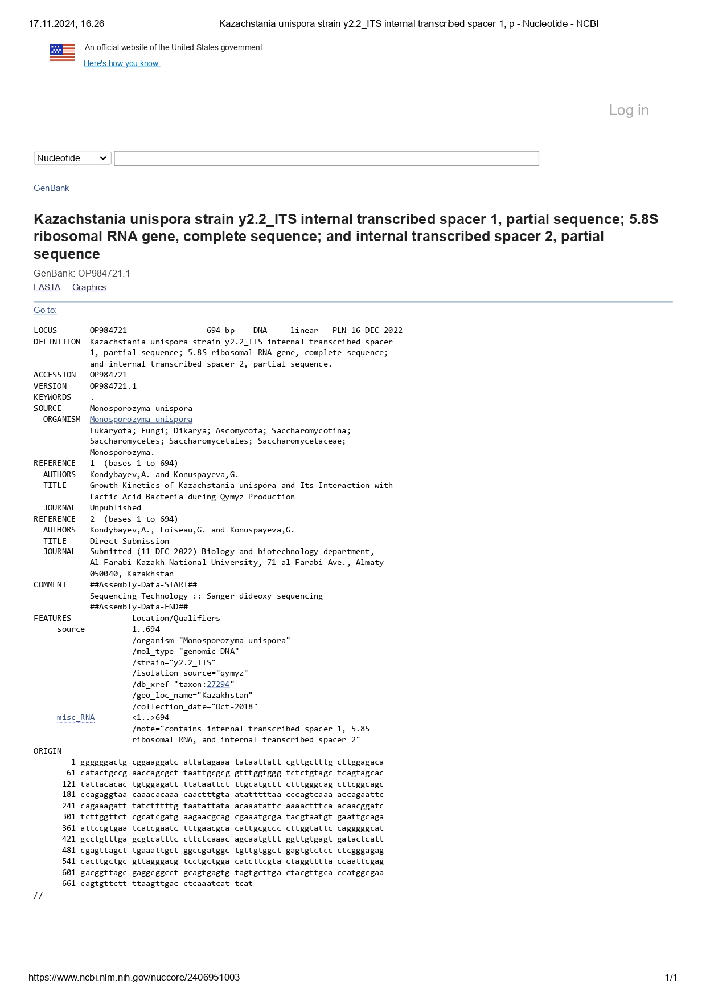 17.11.2024, 16:26 Kazachstania unispora strain y2.2_ITS internal transcribed spacer 1, p - Nucleotide - NCBI
An official website of the United States government
Here's how you know
Log in
Nucleotide
GenBank
Kazachstania unispora strain y2.2_ITS internal transcribed spacer 1, partial sequence; 5.8S
ribosomal RNA gene, complete sequence; and internal transcribed spacer 2, partial
sequence
GenBank: OP984721.1
FASTA Graphics
Go to:
LOCUS OP984721 694 bp DNA linear PLN 16-DEC-2022
DEFINITION Kazachstania unispora strain y2.2_ITS internal transcribed spacer
1, partial sequence; 5.8S ribosomal RNA gene, complete sequence;
and internal transcribed spacer 2, partial sequence.
ACCESSION OP984721
VERSION OP984721.1
KEYWORDS .
SOURCE Monosporozyma unispora
ORGANISM Monosporozyma unispora
Eukaryota; Fungi; Dikarya; Ascomycota; Saccharomycotina;
Saccharomycetes; Saccharomycetales; Saccharomycetaceae;
Monosporozyma.
REFERENCE 1 (bases 1 to 694)
AUTHORS Kondybayev,A. and Konuspayeva,G.
TITLE Growth Kinetics of Kazachstania unispora and Its Interaction with
Lactic Acid Bacteria during Qymyz Production
JOURNAL Unpublished
REFERENCE 2 (bases 1 to 694)
AUTHORS Kondybayev,A., Loiseau,G. and Konuspayeva,G.
TITLE Direct Submission
JOURNAL Submitted (11-DEC-2022) Biology and biotechnology department,
Al-Farabi Kazakh National University, 71 al-Farabi Ave., Almaty
050040, Kazakhstan
COMMENT ##Assembly-Data-START##
Sequencing Technology :: Sanger dideoxy sequencing
##Assembly-Data-END##
FEATURES Location/Qualifiers
source 1..694
/organism="Monosporozyma unispora"
/mol_type="genomic DNA"
/strain="y2.2_ITS"
/isolation_source="qymyz"
/db_xref="taxon:27294"
/geo_loc_name="Kazakhstan"
/collection_date="Oct-2018"
misc_RNA <1..>694
/note="contains internal transcribed spacer 1, 5.8S
ribosomal RNA, and internal transcribed spacer 2"
ORIGIN
1 ggggggactg cggaaggatc attatagaaa tataattatt cgttgctttg cttggagaca
61 catactgccg aaccagcgct taattgcgcg gtttggtggg tctctgtagc tcagtagcac
121 tattacacac tgtggagatt ttataattct ttgcatgctt ctttgggcag cttcggcagc
181 ccagaggtaa caaacacaaa caactttgta atatttttaa cccagtcaaa accagaattc
241 cagaaagatt tatctttttg taatattata acaaatattc aaaactttca acaacggatc
301 tcttggttct cgcatcgatg aagaacgcag cgaaatgcga tacgtaatgt gaattgcaga
361 attccgtgaa tcatcgaatc tttgaacgca cattgcgccc cttggtattc cagggggcat
421 gcctgtttga gcgtcatttc cttctcaaac agcaatgttt ggttgtgagt gatactcatt
481 cgagttagct tgaaattgct ggccgatggc tgttgtggct gagtgtctcc ctcgggagag
541 cacttgctgc gttagggacg tcctgctgga catcttcgta ctaggtttta ccaattcgag
601 gacggttagc gaggcggcct gcagtgagtg tagtgcttga ctacgttgca ccatggcgaa
661 cagtgttctt ttaagttgac ctcaaatcat tcat
//
https://www.ncbi.nlm.nih.gov/nuccore/2406951003 1/1